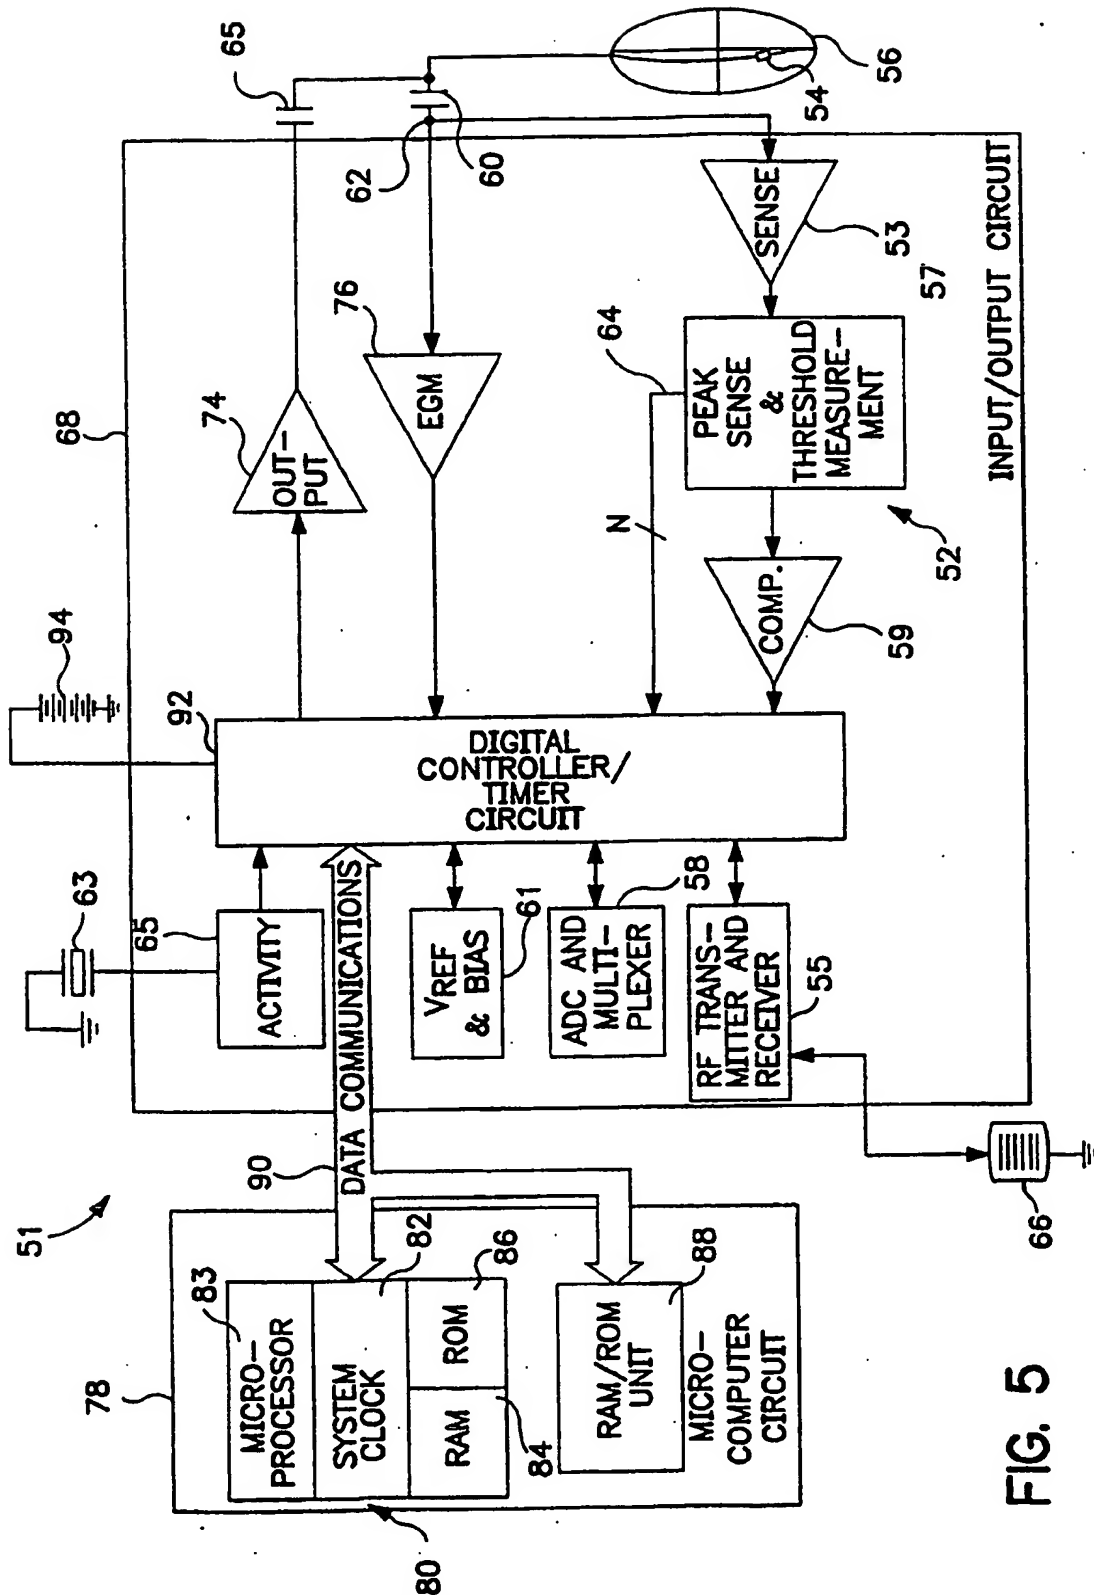 51
78
83
MICRO-
PROCESSOR
SYSTEM
CLOCK
82
RAM
ROM
86
84
80
RAM/ROM
UNIT
88
MICRO-
COMPUTER
CIRCUIT
90
DATA COMMUNICATIONS
63
65
ACTIVITY
VREF
& BIAS
61
ADC AND
MULTI-
PLEXER
58
RF TRANS-
MITTER AND
RECEIVER
55
66
94
92
DIGITAL
CONTROLLER/
TIMER
CIRCUIT
68
74
OUT-
PUT
76
EGM
N
64
PEAK
SENSE
&
THRESHOLD
MEASURE-
MENT
52
COMP.
59
SENSE
53
57
62
60
65
54
56
INPUT/OUTPUT CIRCUIT
FIG. 5